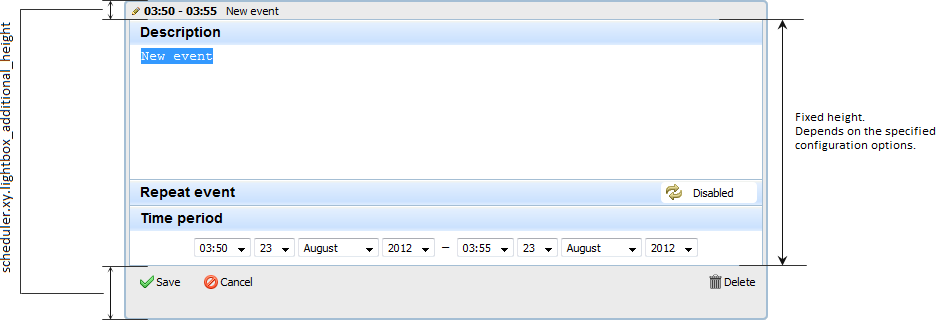 scheduler.xy.lightbox_additional_height
03:50 - 03:55 New event
Description
New event
Fixed height.
Depends on the specified
configuration options.
Repeat event Disabled
Time period
03:50 23 August 2012 – 03:55 23 August 2012
Save Cancel Delete